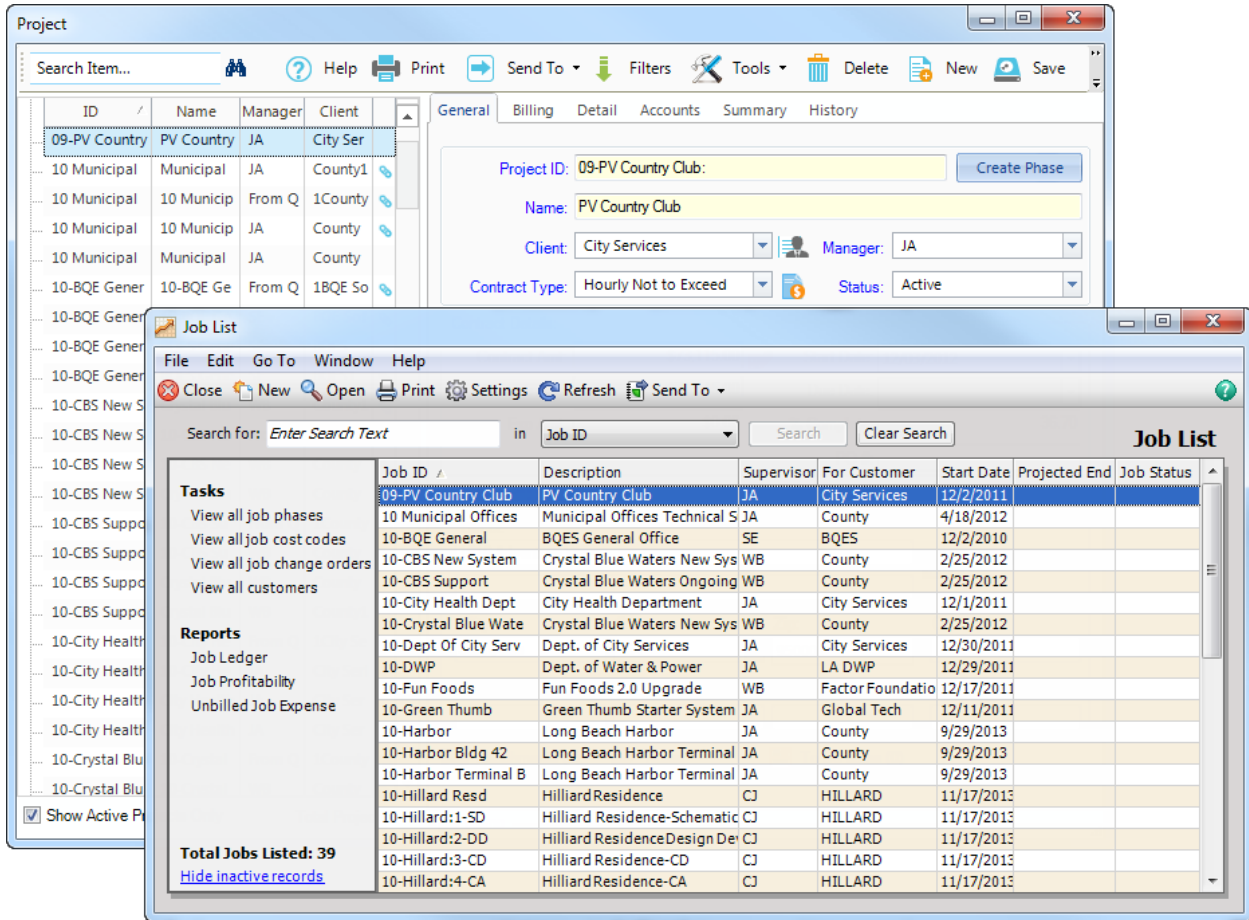 Project
Search Item... Help Print Send To Filters Tools Delete New Save
ID Name Manager Client
09-PV Country PV Country JA City Ser
10 Municipal Municipal JA County1
10 Municipal 10 Municip From Q 1County
10 Municipal 10 Municip JA County
10 Municipal Municipal JA County
10-BQE Gener 10-BQE Ge From Q 1BQE So
10-BQE Gener
10-BQE Gener
10-BQE Gener
10-CBS New S
10-CBS New S
10-CBS New S
10-CBS New S
10-CBS Suppo
10-CBS Suppo
10-CBS Suppo
10-CBS Suppo
10-City Health
10-City Health
10-City Health
10-City Health
10-Crystal Blu
10-Crystal Blu
Show Active Pr
General Billing Detail Accounts Summary History
Project ID: 09-PV Country Club: Create Phase
Name: PV Country Club
Client: City Services Manager: JA
Contract Type: Hourly Not to Exceed Status: Active
Job List
File Edit Go To Window Help
Close New Open Print Settings Refresh Send To
Search for: Enter Search Text in Job ID Search Clear Search Job List
Tasks
View all job phases
View all job cost codes
View all job change orders
View all customers
Reports
Job Ledger
Job Profitability
Unbilled Job Expense
Total Jobs Listed: 39
Hide inactive records
Job ID Description Supervisor For Customer Start Date Projected End Job Status
09-PV Country Club PV Country Club JA City Services 12/2/2011
10 Municipal Offices Municipal Offices Technical S JA County 4/18/2012
10-BQE General BQES General Office SE BQES 12/2/2010
10-CBS New System Crystal Blue Waters New Sys WB County 2/25/2012
10-CBS Support Crystal Blue Waters Ongoing WB County 2/25/2012
10-City Health Dept City Health Department JA City Services 12/1/2011
10-Crystal Blue Wate Crystal Blue Waters New Sys WB County 2/25/2012
10-Dept Of City Serv Dept. of City Services JA City Services 12/30/2011
10-DWP Dept. of Water & Power JA LA DWP 12/29/2011
10-Fun Foods Fun Foods 2.0 Upgrade WB Factor Foundatio 12/17/2011
10-Green Thumb Green Thumb Starter System JA Global Tech 12/11/2011
10-Harbor Long Beach Harbor JA County 9/29/2013
10-Harbor Bldg 42 Long Beach Harbor Terminal JA County 9/29/2013
10-Harbor Terminal B Long Beach Harbor Terminal JA County 9/29/2013
10-Hillard Resd Hilliard Residence CJ HILLARD 11/17/2013
10-Hillard:1-SD Hilliard Residence-Schematic CJ HILLARD 11/17/2013
10-Hillard:2-DD Hilliard Residence Design De CJ HILLARD 11/17/2013
10-Hillard:3-CD Hilliard Residence-CD CJ HILLARD 11/17/2013
10-Hillard:4-CA Hilliard Residence-CA CJ HILLARD 11/17/2013